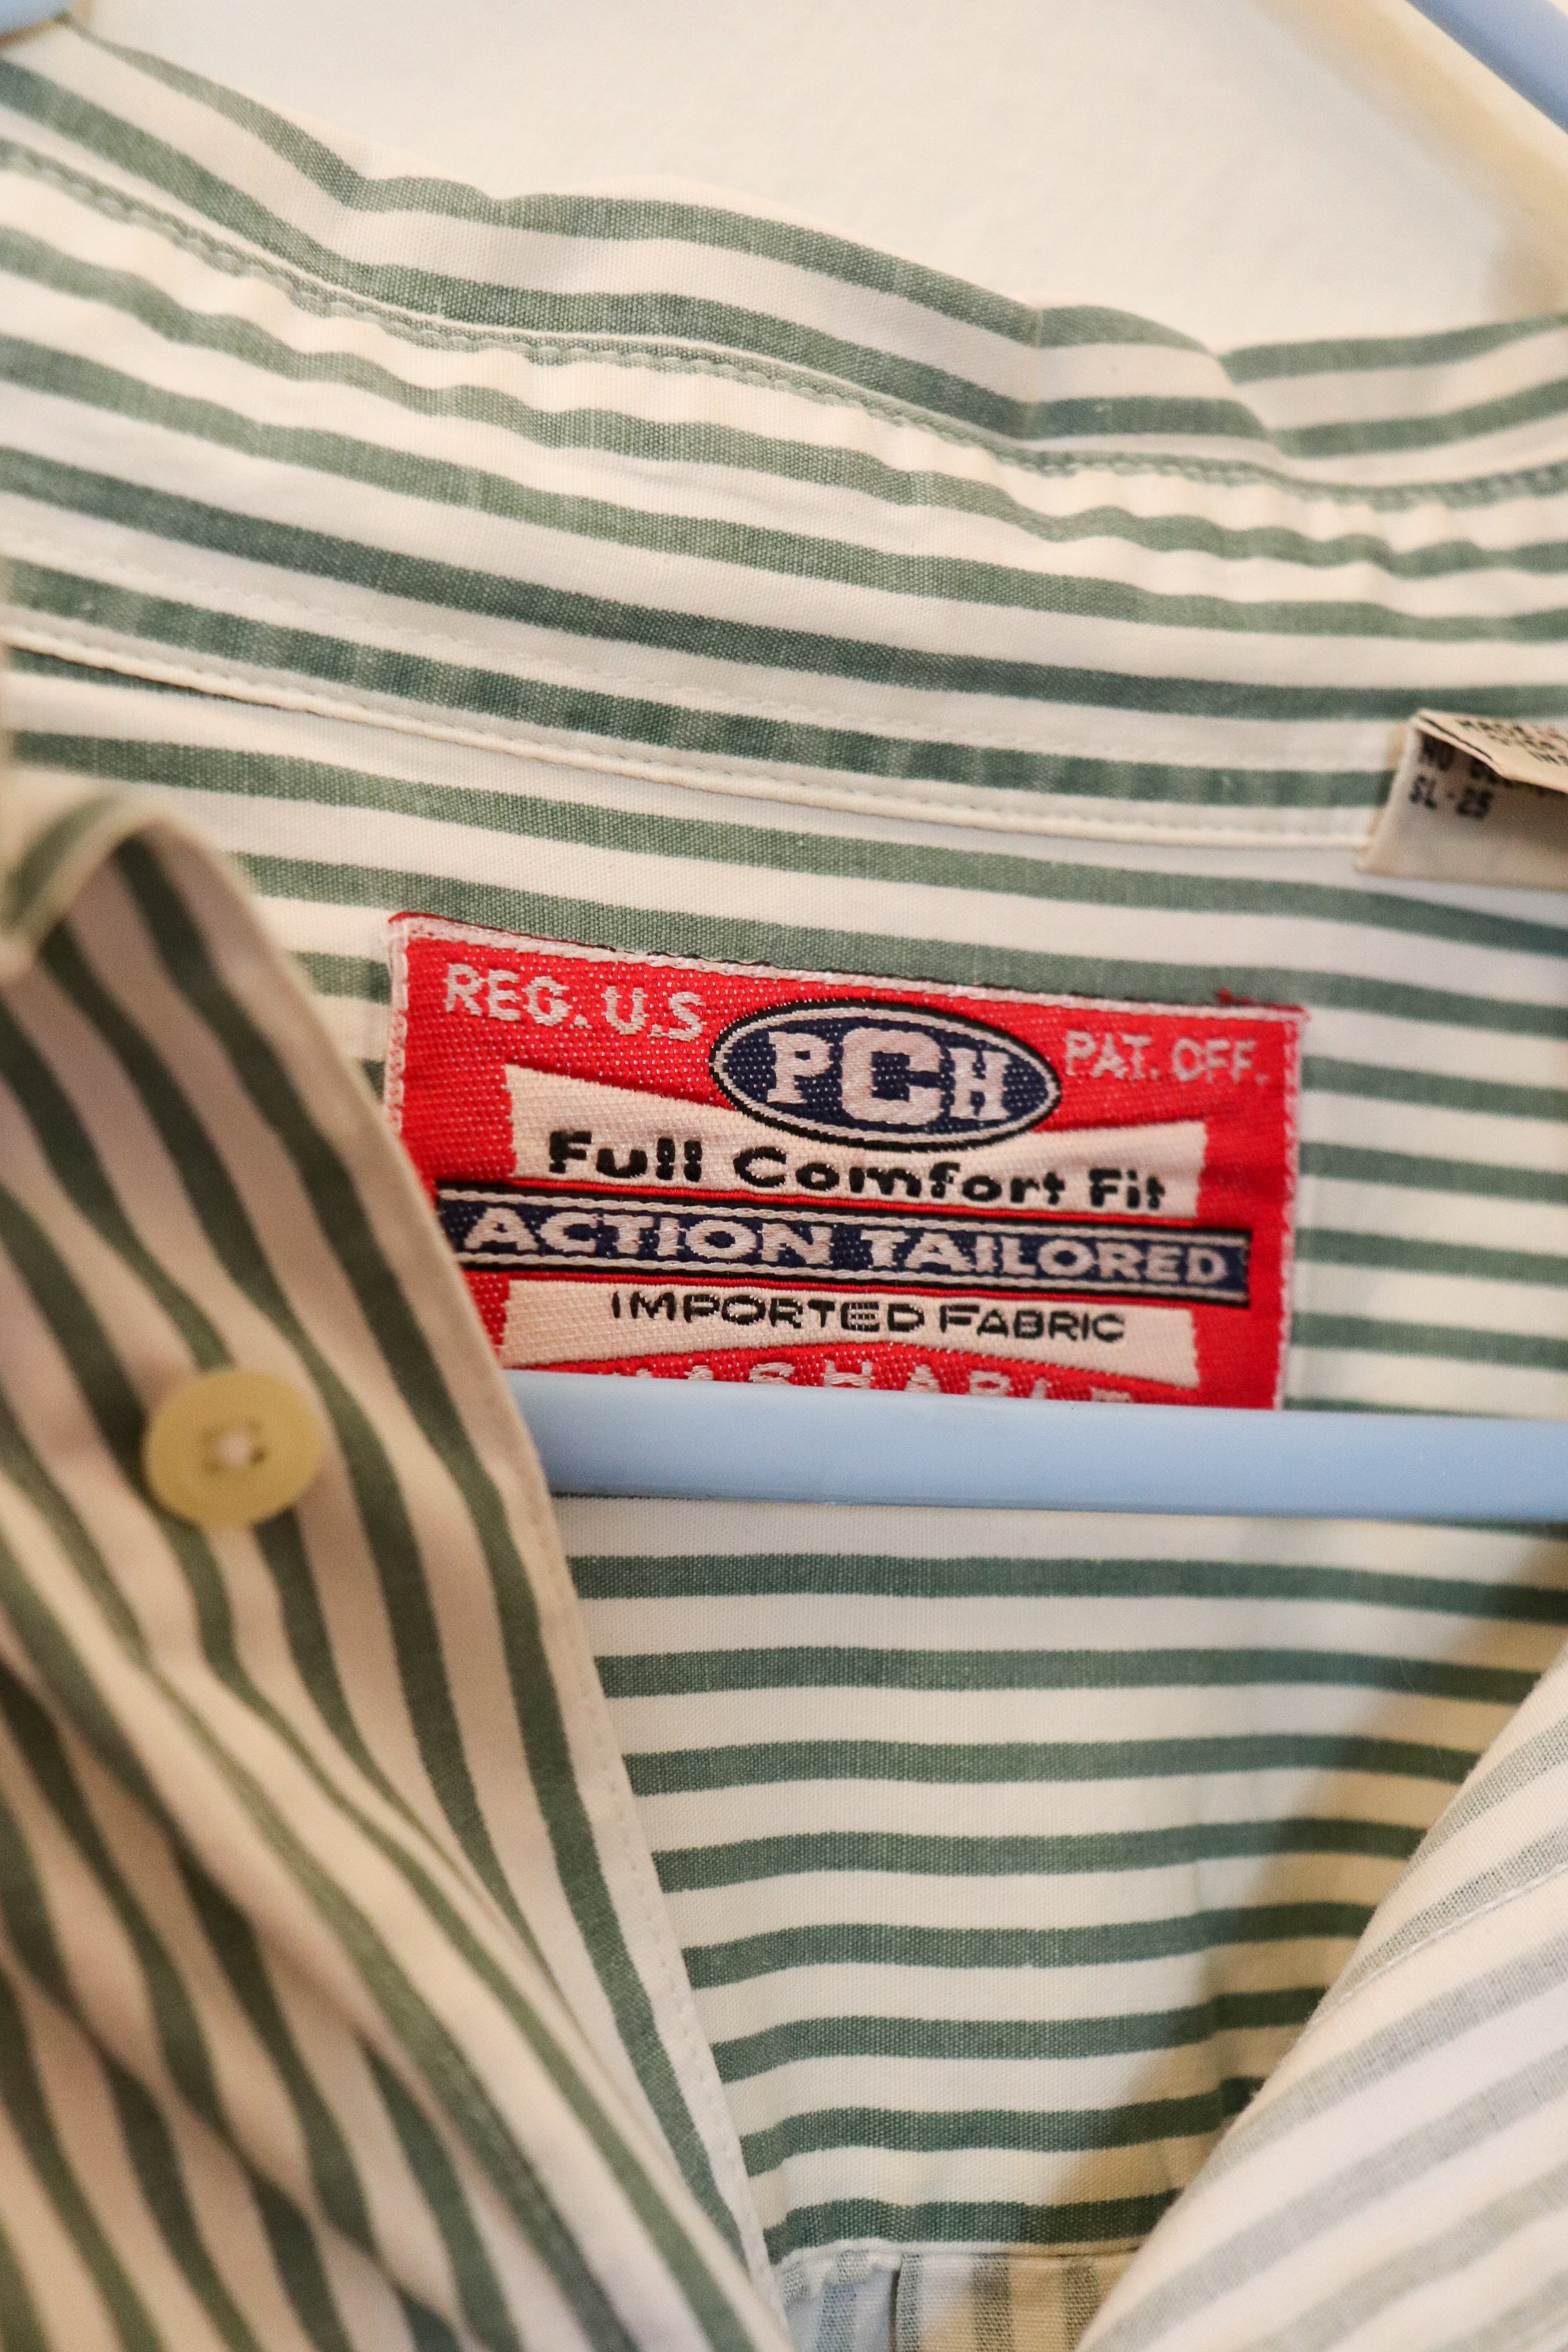 SL-25
REG. U.S
PCH
PAT. OFF.
Full Comfort Fit
ACTION TAILORED
IMPORTED FABRIC